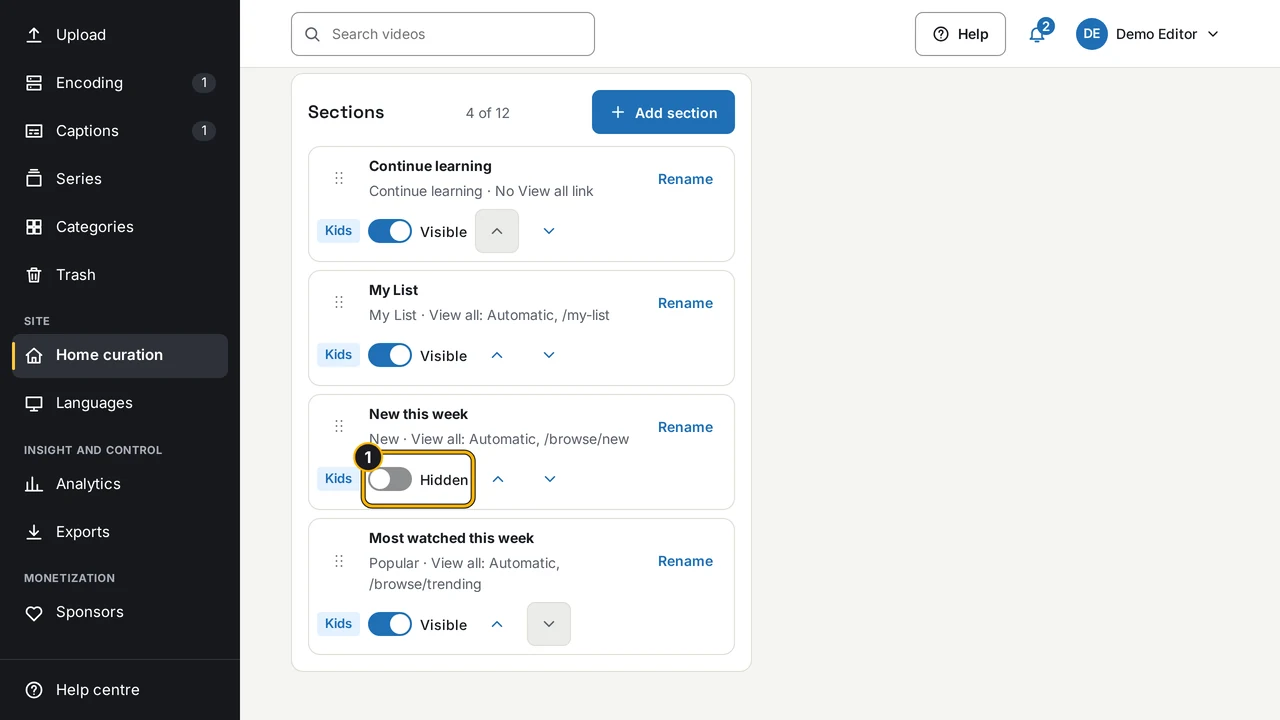 Upload
Encoding 1
Captions 1
Series
Categories
Trash
SITE
Home curation
Languages
INSIGHT AND CONTROL
Analytics
Exports
MONETIZATION
Sponsors
Help centre
Search videos
Help
2
DE Demo Editor
Sections 4 of 12 Add section
Continue learning
Continue learning · No View all link
Rename
Kids Visible
My List
My List · View all: Automatic, /my-list
Rename
Kids Visible
New this week
New · View all: Automatic, /browse/new
Rename
1
Kids Hidden
Most watched this week
Popular · View all: Automatic,
/browse/trending
Rename
Kids Visible